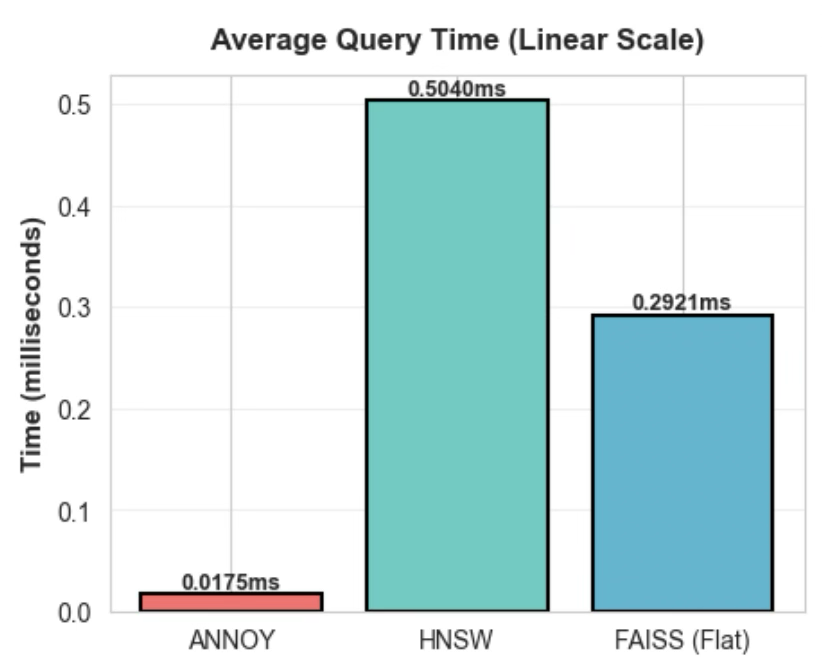 Average Query Time (Linear Scale)
Time (milliseconds)
0.5
0.4
0.3
0.2
0.1
0.0
0.0175ms
0.5040ms
0.2921ms
ANNOY
HNSW
FAISS (Flat)